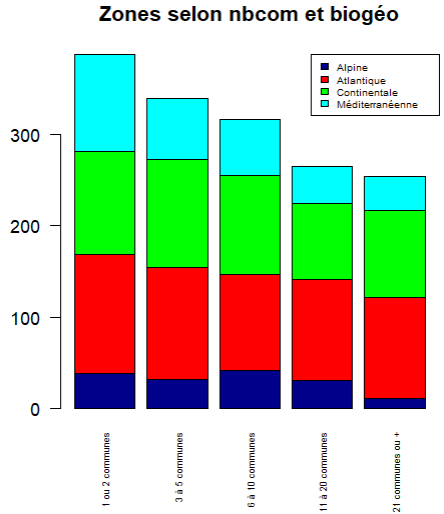 Zones selon nbcom et biogéo
Alpine
Atlantique
Continentale
Méditerranéenne
300
200
100
0
1 ou 2 communes
3 à 5 communes
6 à 10 communes
11 à 20 communes
21 communes ou +